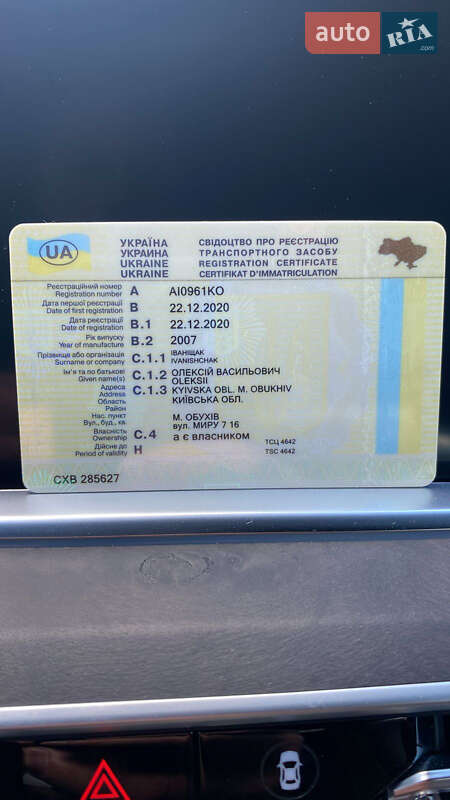 auto RIA .com
UA
УКРАЇНА
УКРАИНА
UKRAINE
UKRAINE
СВІДОЦТВО ПРО РЕЄСТРАЦІЮ
ТРАНСПОРТНОГО ЗАСОБУ
REGISTRATION CERTIFICATE
CERTIFIKAT D'IMMATRICULATION
Реєстраційний номер
Registration number A AI0961KO
Дата першої реєстрації
Date of first registration B 22.12.2020
Дата реєстрації
Date of registration B.1 22.12.2020
Рік випуску
Year of manufacture B.2 2007
Прізвище або організація
Surname or company C.1.1 ІВАНІЩАК
IVANISHCHAK
Ім'я та по батькові
Given name(s) C.1.2 ОЛЕКСІЙ ВАСИЛЬОВИЧ
OLEKSII
Адреса
Address C.1.3 KYIVSKA OBL. M. OBUKHIV
Область КИЇВСЬКА ОБЛ.
Район
Нас. пункт М. ОБУХІВ
Вул., буд., кв. вул. МИРУ 7 16
Власність
Ownership C.4 а є власником ТСЦ 4642
Дійсне до
Period of validity H TSC 4642
СХВ 285627